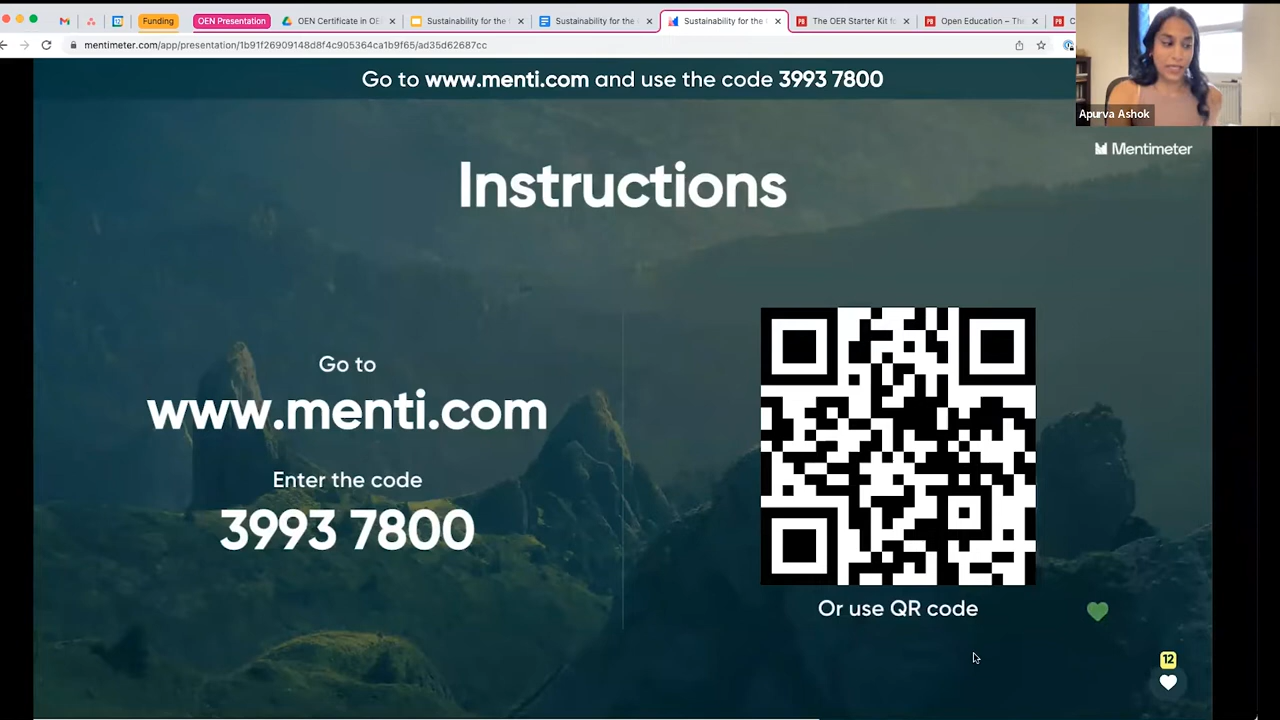 Funding
OEN Presentation
OEN Certificate in OE
Sustainability for the
Sustainability for the
Sustainability for the
The OER Starter Kit fo
Open Education – The
mentimeter.com/app/presentation/1b91f26909148d8f4c905364ca1b9f65/ad35d62687cc
Go to www.menti.com and use the code 3993 7800
Apurva Ashok
Mentimeter
Instructions
Go to
www.menti.com
Enter the code
3993 7800
Or use QR code
12